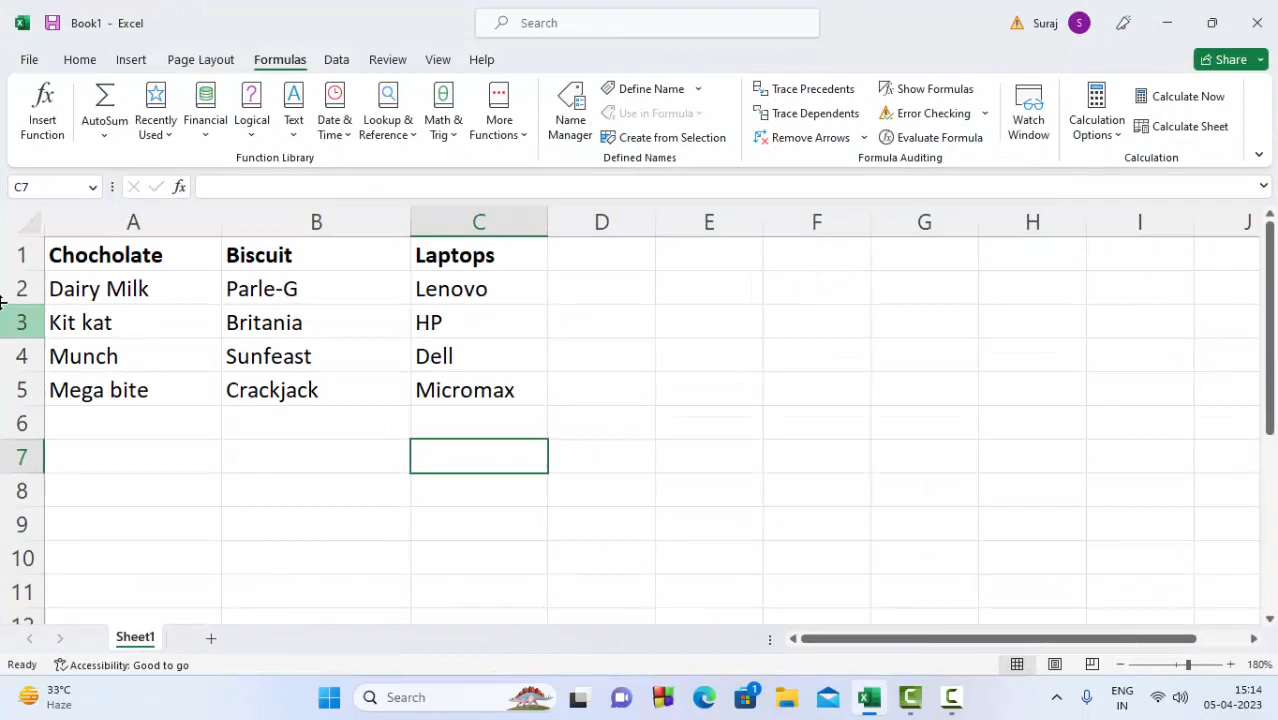 Book1 - Excel
Search
Suraj
S
File
Home
Insert
Page Layout
Formulas
Data
Review
View
Help
Share
Insert Function
AutoSum
Recently Used
Financial
Logical
Text
Date & Time
Lookup & Reference
Math & Trig
More Functions
Function Library
Name Manager
Define Name
Use in Formula
Create from Selection
Defined Names
Trace Precedents
Trace Dependents
Remove Arrows
Show Formulas
Error Checking
Evaluate Formula
Formula Auditing
Watch Window
Calculation Options
Calculate Now
Calculate Sheet
Calculation
C7
fx
A B C D E F G H I J
1 Chocholate Biscuit Laptops
2 Dairy Milk Parle-G Lenovo
3 Kit kat Britania HP
4 Munch Sunfeast Dell
5 Mega bite Crackjack Micromax
6
7
8
9
10
11
12
Sheet1
Ready
Accessibility: Good to go
180%
33°C
Haze
Search
1
ENG
IN
15:14
05-04-2023